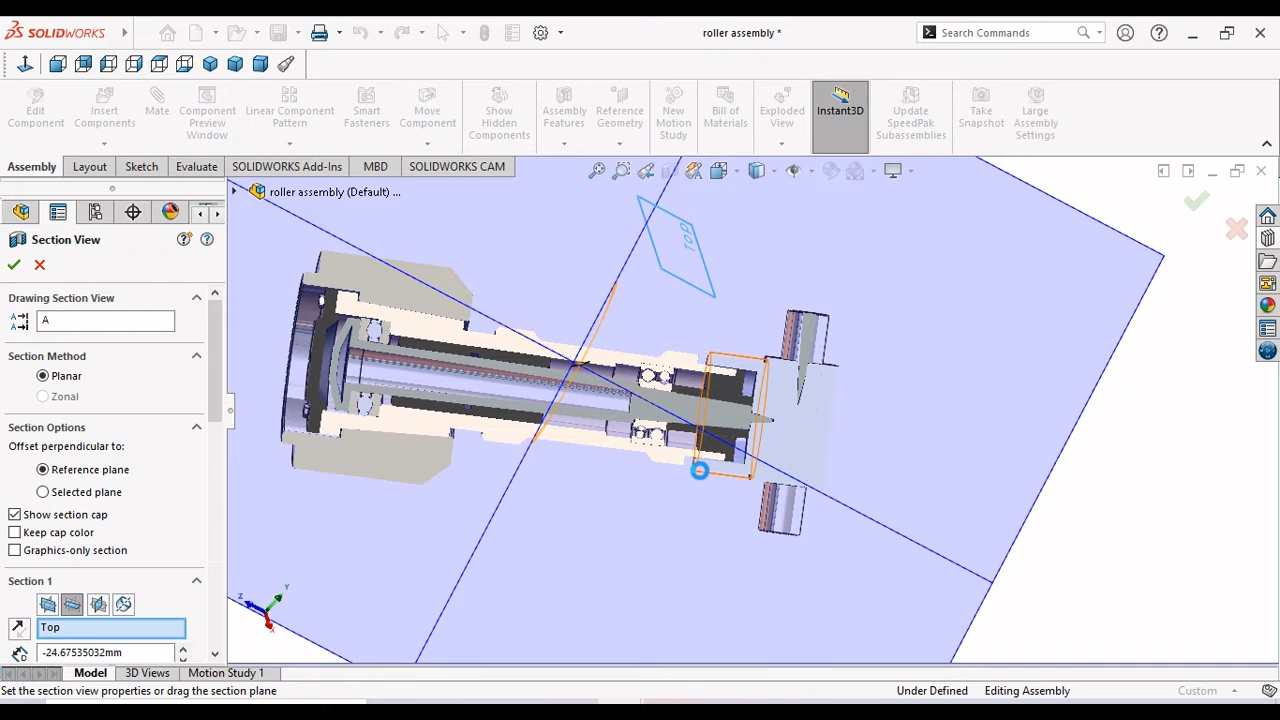 SOLIDWORKS
roller assembly *
Search Commands
Edit Component
Insert Components
Mate
Component Preview Window
Linear Component Pattern
Smart Fasteners
Move Component
Show Hidden Components
Assembly Features
Reference Geometry
New Motion Study
Bill of Materials
Exploded View
Instant3D
Update SpeedPak Subassemblies
Take Snapshot
Large Assembly Settings
Assembly
Layout
Sketch
Evaluate
SOLIDWORKS Add-Ins
MBD
SOLIDWORKS CAM
roller assembly (Default) ...
Section View
Drawing Section View
A
Section Method
Planar
Zonal
Section Options
Offset perpendicular to:
Reference plane
Selected plane
Show section cap
Keep cap color
Graphics-only section
Section 1
Top
-24.67535032mm
TOP
Z
Y
X
Model
3D Views
Motion Study 1
Set the section view properties or drag the section plane
Under Defined
Editing Assembly
Custom